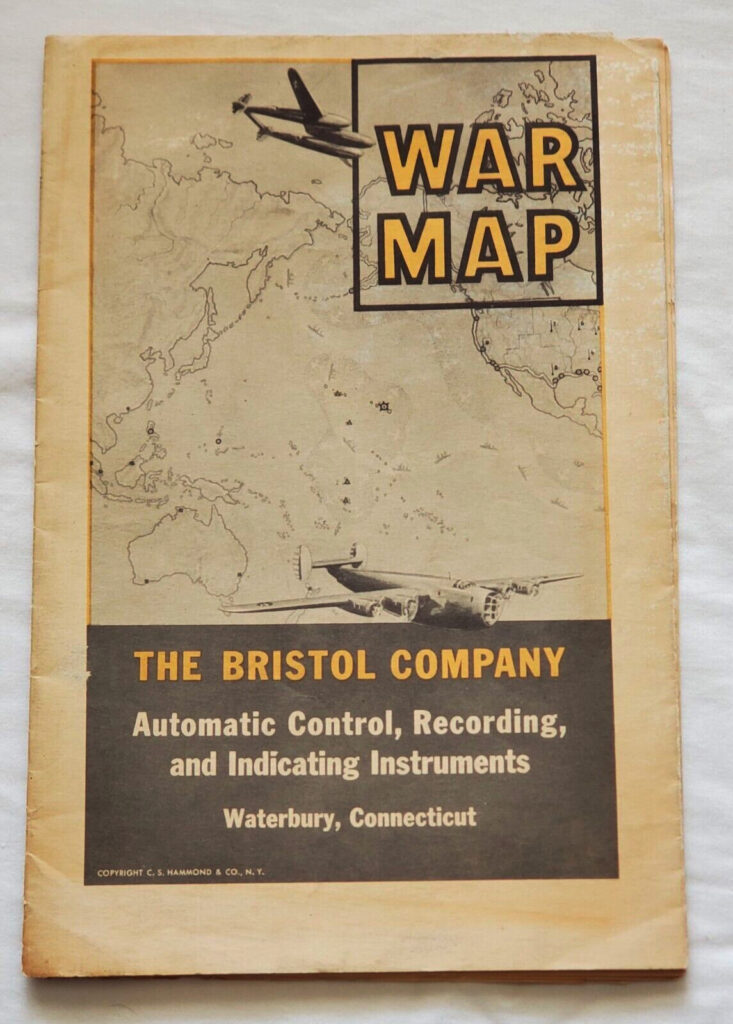 WAR
MAP
THE BRISTOL COMPANY
Automatic Control, Recording,
and Indicating Instruments
Waterbury, Connecticut
COPYRIGHT C. S. HAMMOND & CO., N. Y.